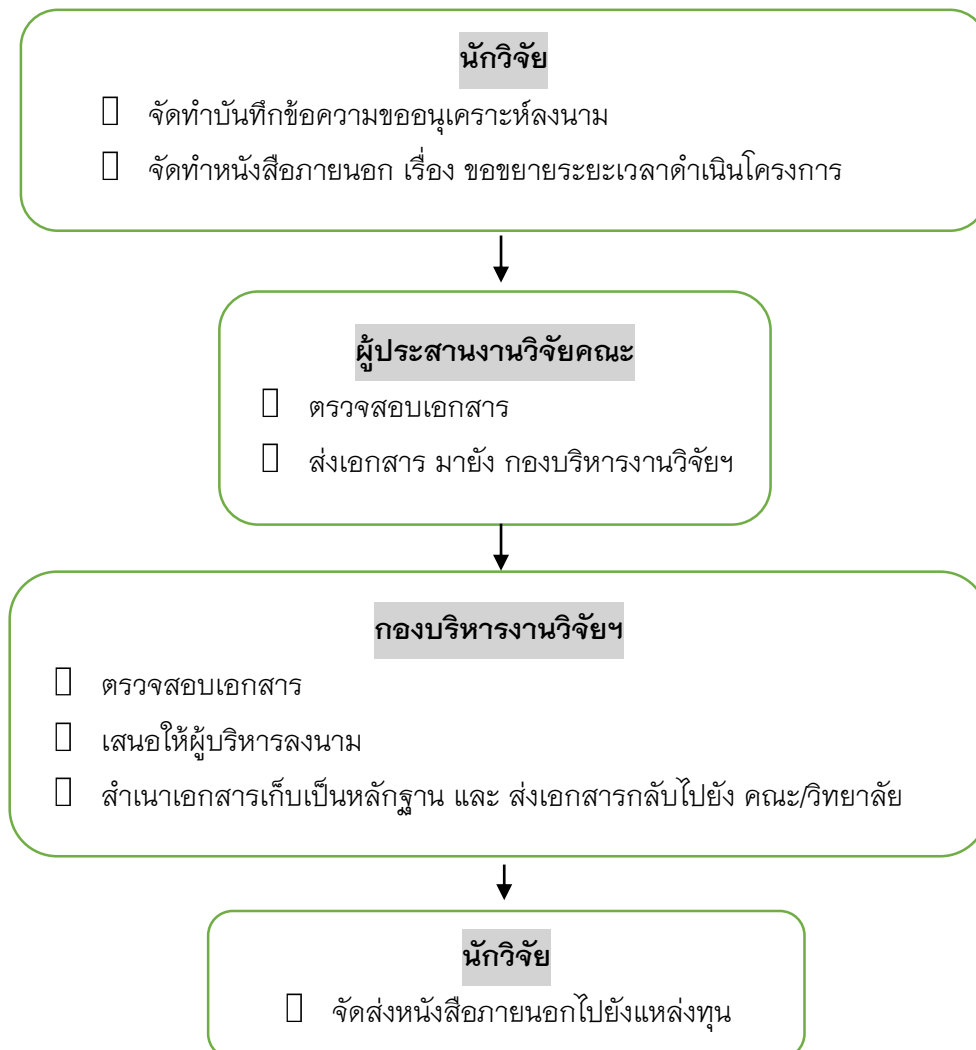 นักวิจัย
จัดทำบันทึกข้อความขออนุเคราะห์ลงนาม
จัดทำหนังสือภายนอก เรื่อง ขอขยายระยะเวลาดำเนินโครงการ
ผู้ประสานงานวิจัยคณะ
ตรวจสอบเอกสาร
ส่งเอกสาร มายัง กองบริหารงานวิจัยฯ
กองบริหารงานวิจัยฯ
ตรวจสอบเอกสาร
เสนอให้ผู้บริหารลงนาม
สำเนาเอกสารเก็บเป็นหลักฐาน และ ส่งเอกสารกลับไปยัง คณะ/วิทยาลัย
นักวิจัย
จัดส่งหนังสือภายนอกไปยังแหล่งทุน